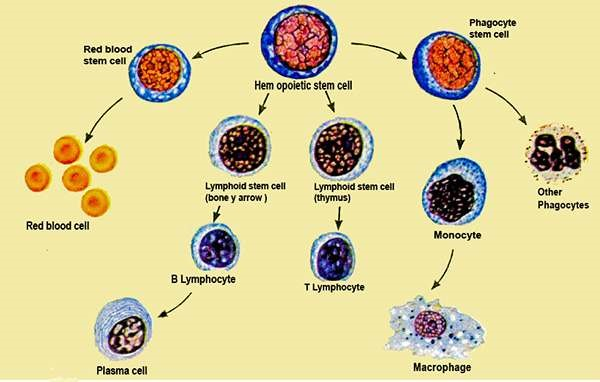 Red blood
stem cell
Phagocyte
stem cell
Hem opoietic stem cell
Lymphoid stem cell
(bone y arrow )
Lymphoid stem cell
(thymus)
Other
Phagocytes
Red blood cell
Monocyte
B Lymphocyte
T Lymphocyte
Plasma cell
Macrophage